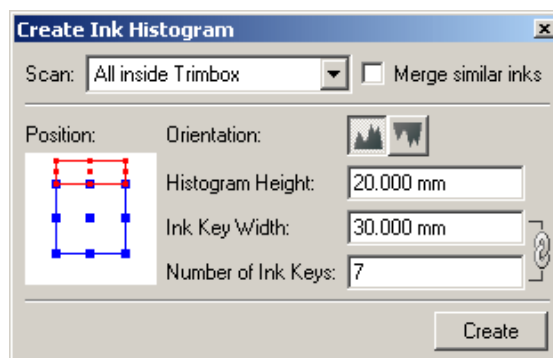 Create Ink Histogram
Scan: All inside Trimbox Merge similar inks
Position: Orientation:
Histogram Height: 20.000 mm
Ink Key Width: 30.000 mm
Number of Ink Keys: 7
Create